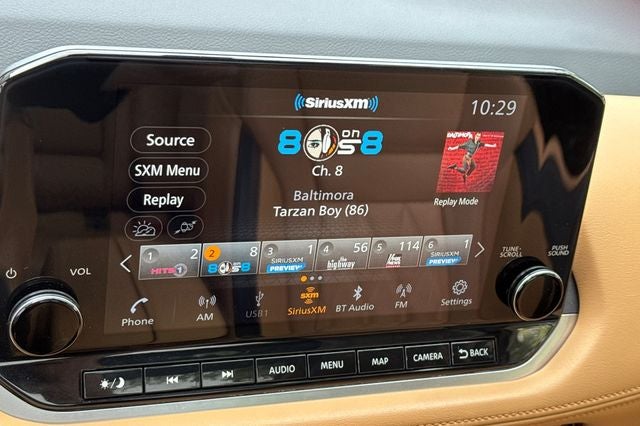 SiriusXM
10:29
Source
80s on 8
Ch. 8
SXM Menu
BALTIMORA
Baltimora
Replay
Replay Mode
Tarzan Boy (86)
1 2 HITS 1
2 8 80s 8
3 1 SIRIUSXM PREVIEW
4 56 the highway
5 114 FOX NEWS
6 1 SIRIUSXM PREVIEW
VOL
TUNE-SCROLL
PUSH SOUND
Phone
AM
USB1
sxm
SiriusXM
BT Audio
FM
Settings
AUDIO
MENU
MAP
CAMERA
BACK